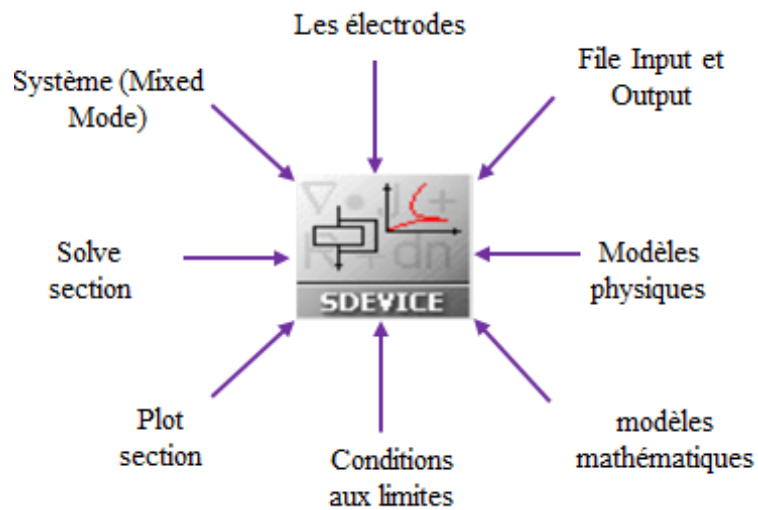 Les électrodes
File Input et
Output
Système (Mixed
Mode)
Solve
section
Modèles
physiques
SDEVICE
Plot
section
Conditions
aux limites
modèles
mathématiques